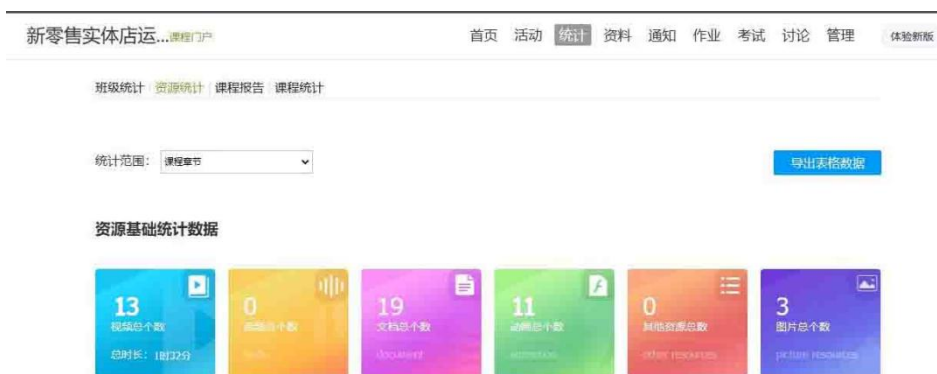 新零售实体店运...课程门户
首页 活动 统计 资料 通知 作业 考试 讨论 管理 体验新版
班级统计 资源统计 课程报告 课程统计
统计范围： 课程章节
导出表格数据
资源基础统计数据
13 0 19 11 0 3
视频总个数 音频总个数 文档总个数 动画总个数 其他资源总数 图片总个数
总时长： 1时32分 document other resources picture resources